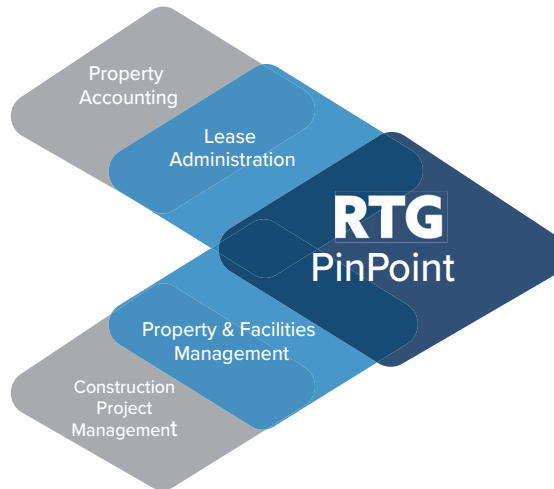 Property
Accounting
Lease
Administration
RTG
PinPoint
Property & Facilities
Management
Construction
Project
Management